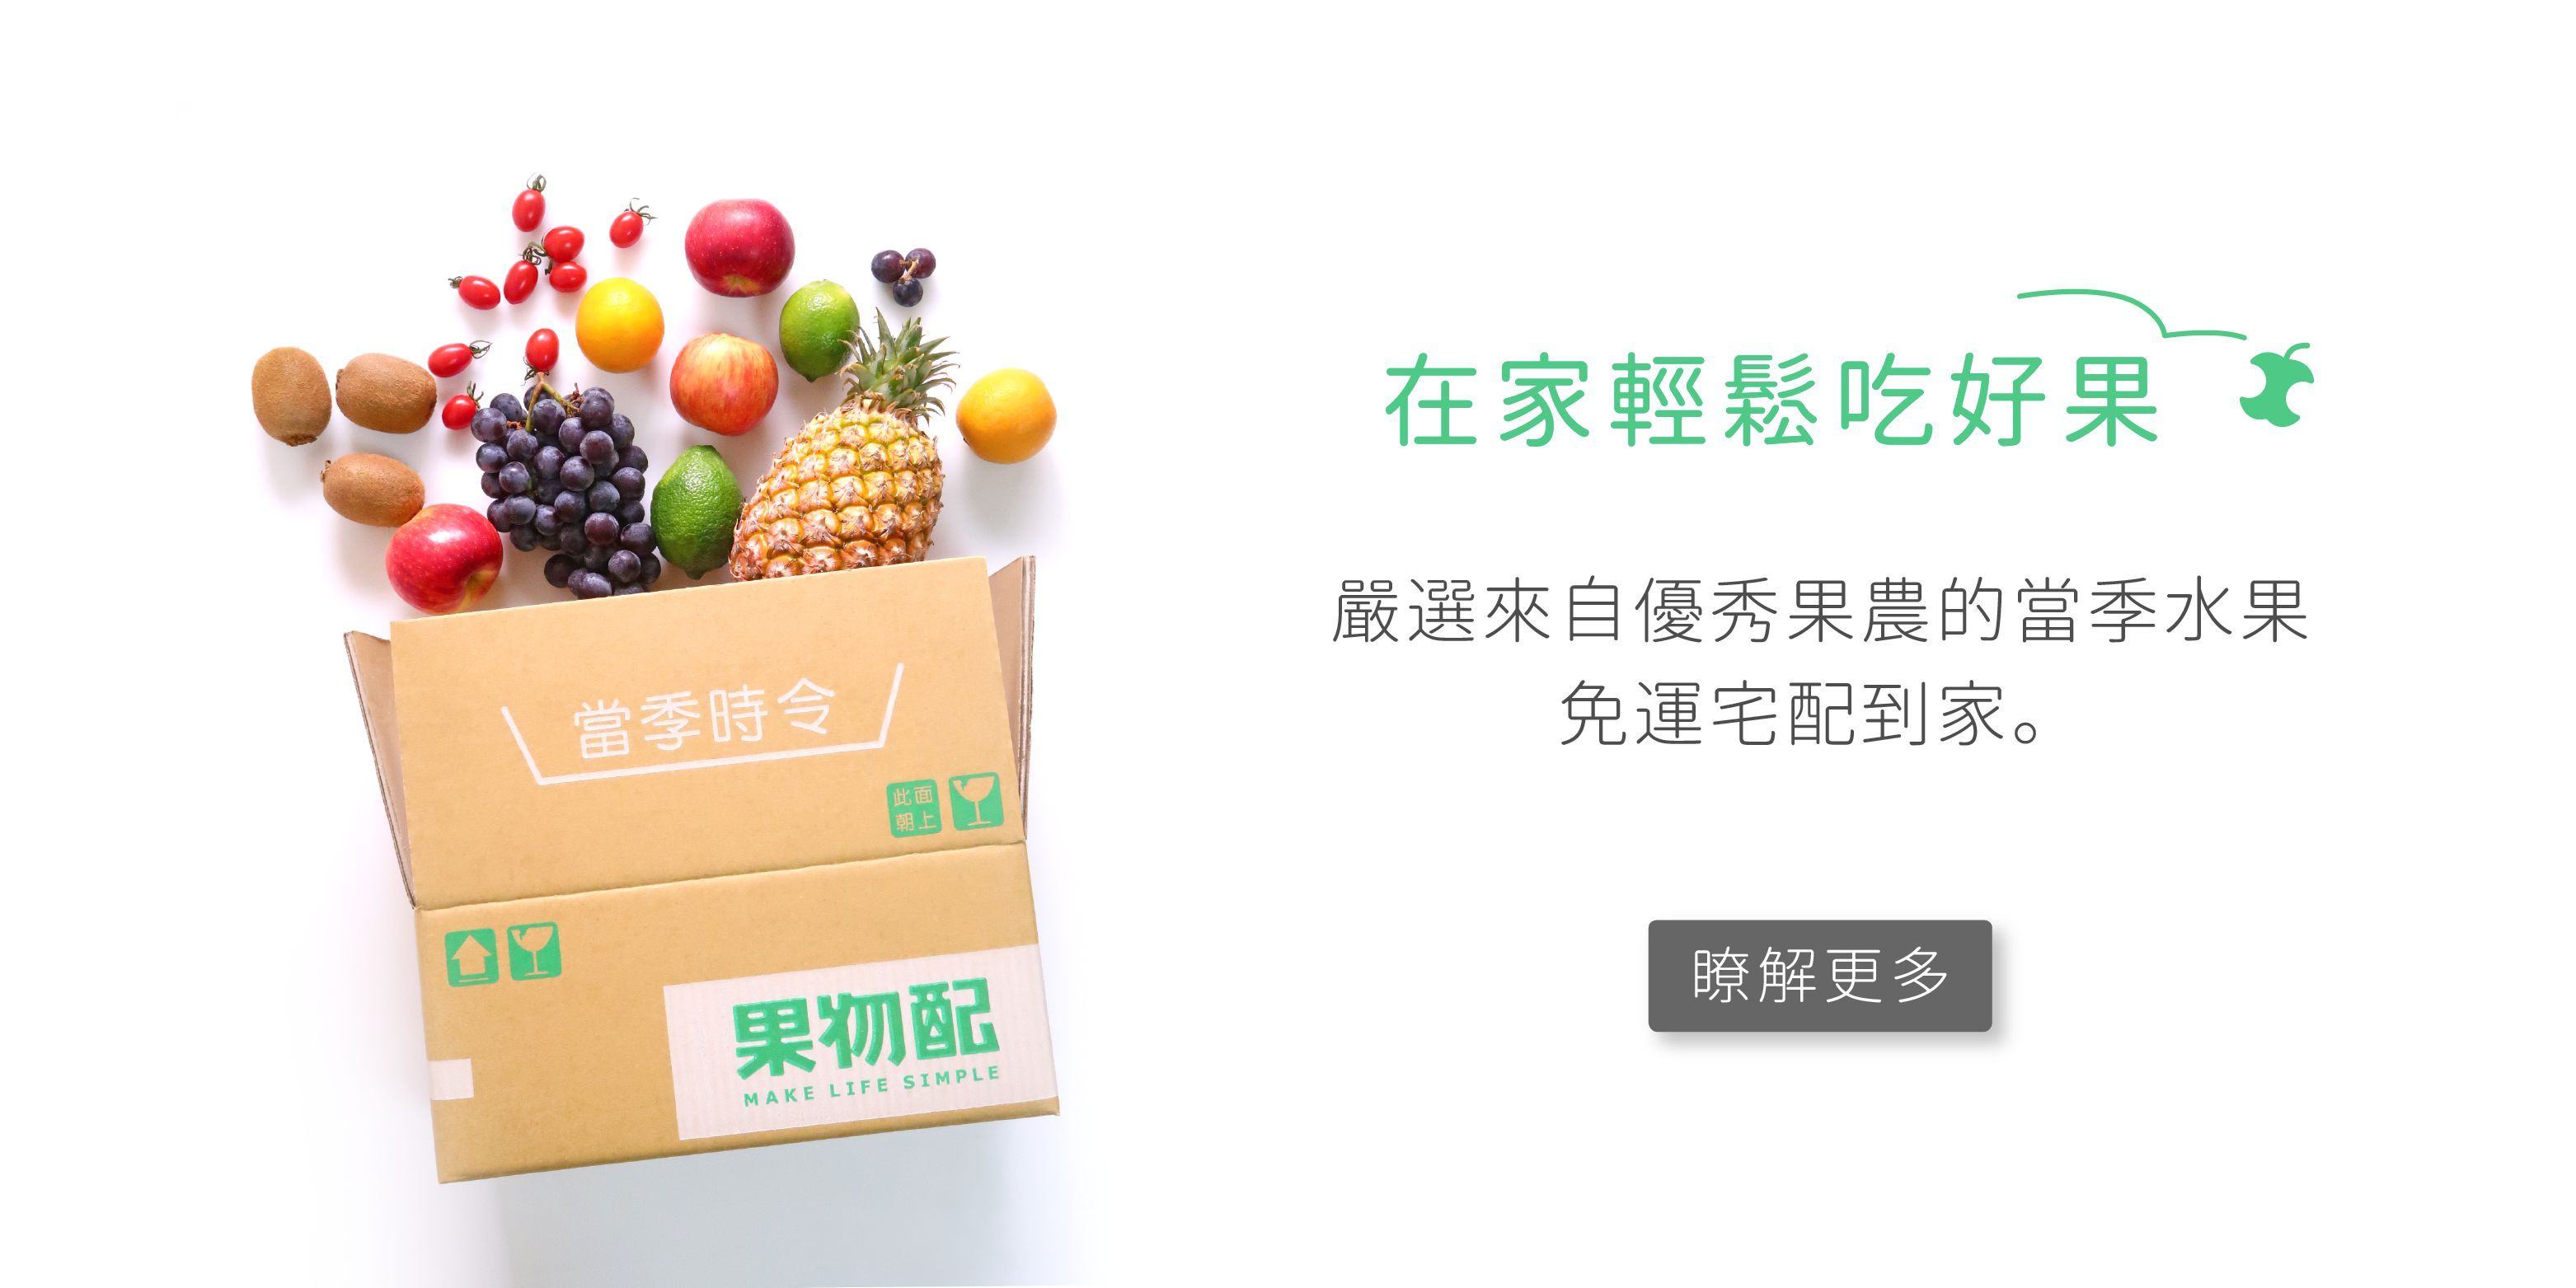 在家輕鬆吃好果
嚴選來自優秀果農的當季水果
免運宅配到家。
瞭解更多
當季時令
此面
朝上
果物配
MAKE LIFE SIMPLE